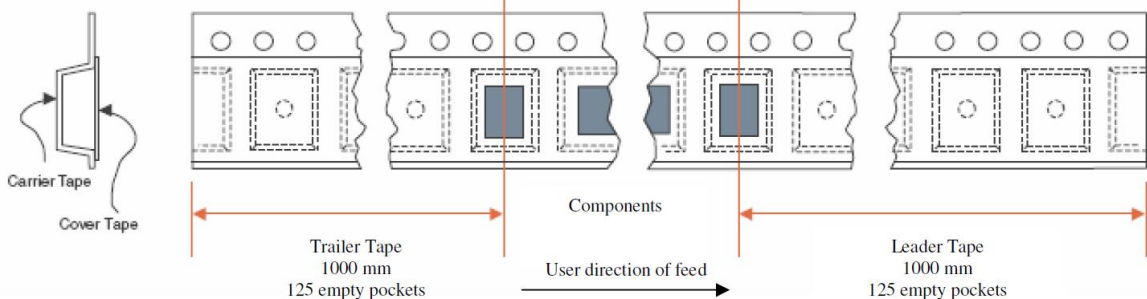 Carrier Tape
Cover Tape
Components
Trailer Tape
1000 mm
125 empty pockets
User direction of feed
Leader Tape
1000 mm
125 empty pockets